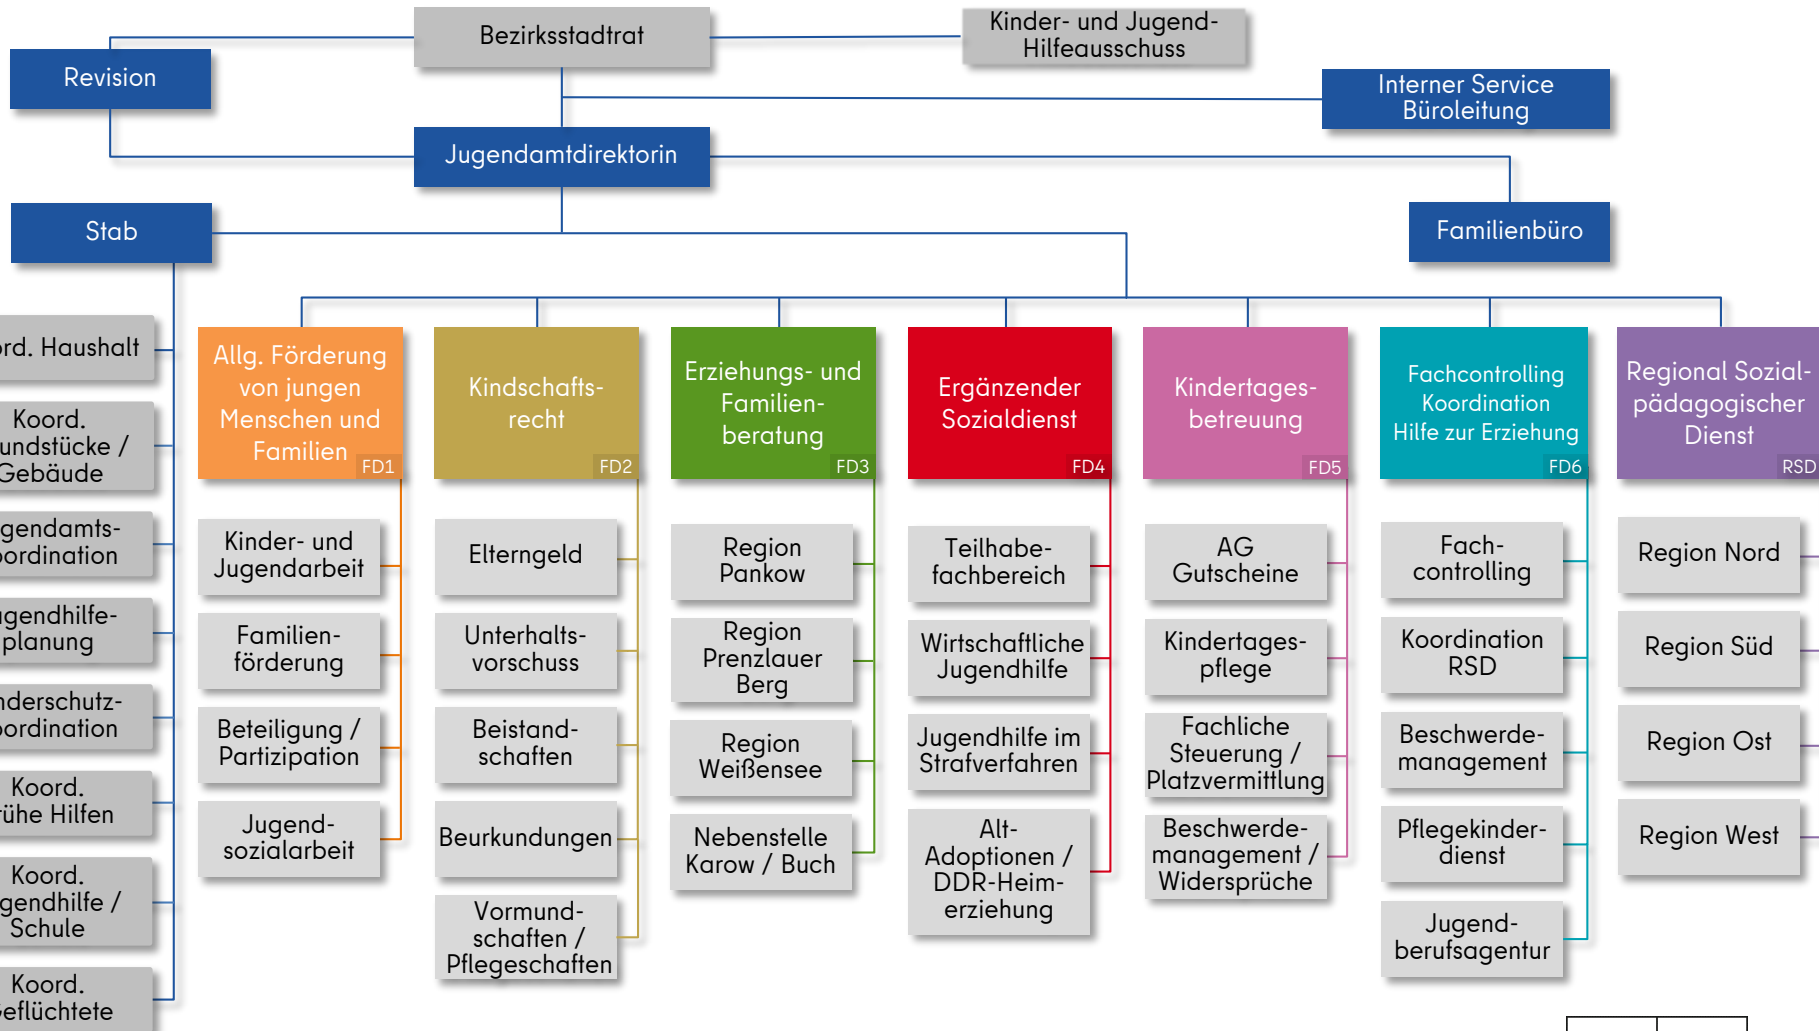 Bezirksstadtrat
Kinder- und Jugend-
Hilfeausschuss
Revision
Interner Service
Büroleitung
Jugendamtdirektorin
Stab
Familienbüro
Haushalt
Koord.
/
Gebäude
planung
Koord.
Hilfen
Koord.
/
Schule
Koord.
Allg. Förderung
von jungen
Menschen und
Familien
FD1
Kinder- und
Jugendarbeit
Familien-
förderung
Beteiligung /
Partizipation
Jugend-
sozialarbeit
Kindschafts-
recht
FD2
Elterngeld
Unterhalts-
vorschuss
Beistand-
schaften
Beurkundungen
Vormund-
schaften /
Pflegeschaften
Erziehungs- und
Familien-
beratung
FD3
Region
Pankow
Region
Prenzlauer
Berg
Region
Weißensee
Nebenstelle
Karow / Buch
Ergänzender
Sozialdienst
FD4
Teilhabe-
fachbereich
Wirtschaftliche
Jugendhilfe
Jugendhilfe im
Strafverfahren
Alt-
Adoptionen /
DDR-Heim-
erziehung
Kindertages-
betreuung
FD5
AG
Gutscheine
Kindertages-
pflege
Fachliche
Steuerung /
Platzvermittlung
Beschwerde-
management /
Widersprüche
Fachcontrolling
Koordination
Hilfe zur Erziehung
FD6
Fach-
controlling
Koordination
RSD
Beschwerde-
management
Pflegekinder-
dienst
Jugend-
berufsagentur
Regional Sozial-
pädagogischer
Dienst
RSD
Region Nord
Region Süd
Region Ost
Region West